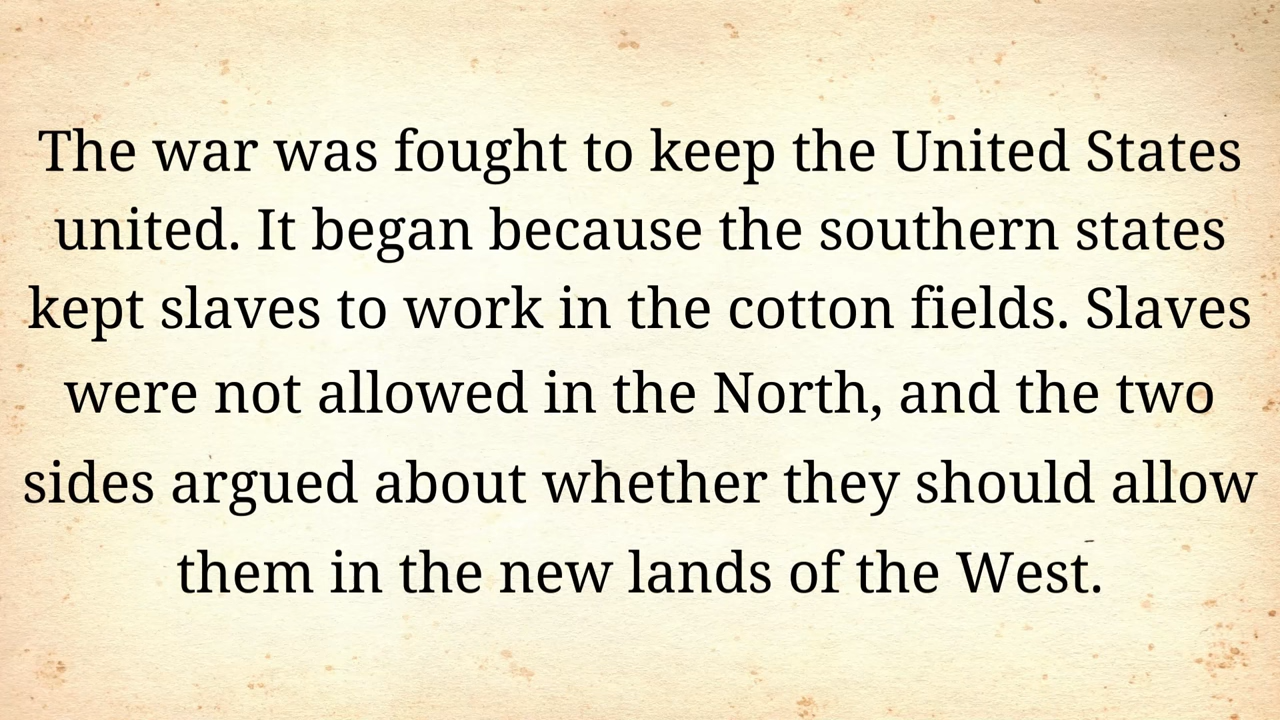 The war was fought to keep the United States
united. It began because the southern states
kept slaves to work in the cotton fields. Slaves
were not allowed in the North, and the two
sides argued about whether they should allow
them in the new lands of the West.